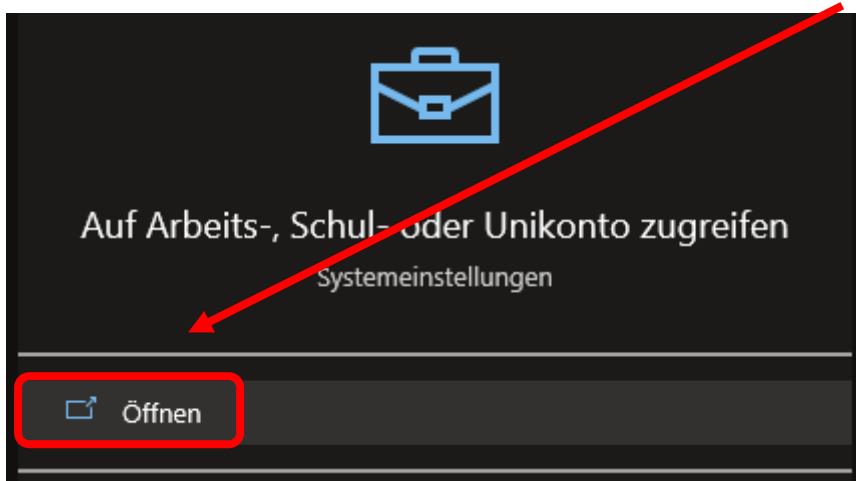 Auf Arbeits-, Schul- oder Unikonto zugreifen
Systemeinstellungen
Öffnen